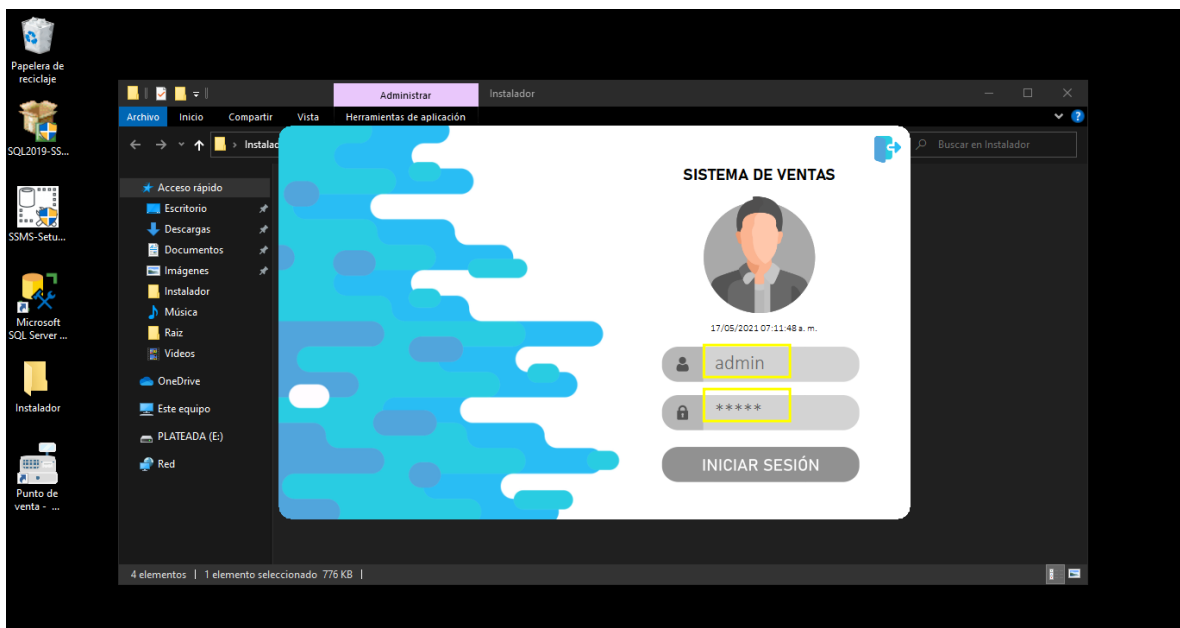 Papelera de
reciclaje
SQL2019-SS...
SSMS-Setu...
Microsoft
SQL Server ...
Instalador
Punto de
venta - ...
Administrar
Instalador
Archivo
Inicio
Compartir
Vista
Herramientas de aplicación
Instalad
Buscar en Instalador
Acceso rápido
Escritorio
Descargas
Documentos
Imágenes
Instalador
Música
Raiz
Videos
OneDrive
Este equipo
PLATEADA (E:)
Red
SISTEMA DE VENTAS
17/05/2021 07:11:48 a. m.
admin
*****
INICIAR SESIÓN
4 elementos
1 elemento seleccionado 776 KB